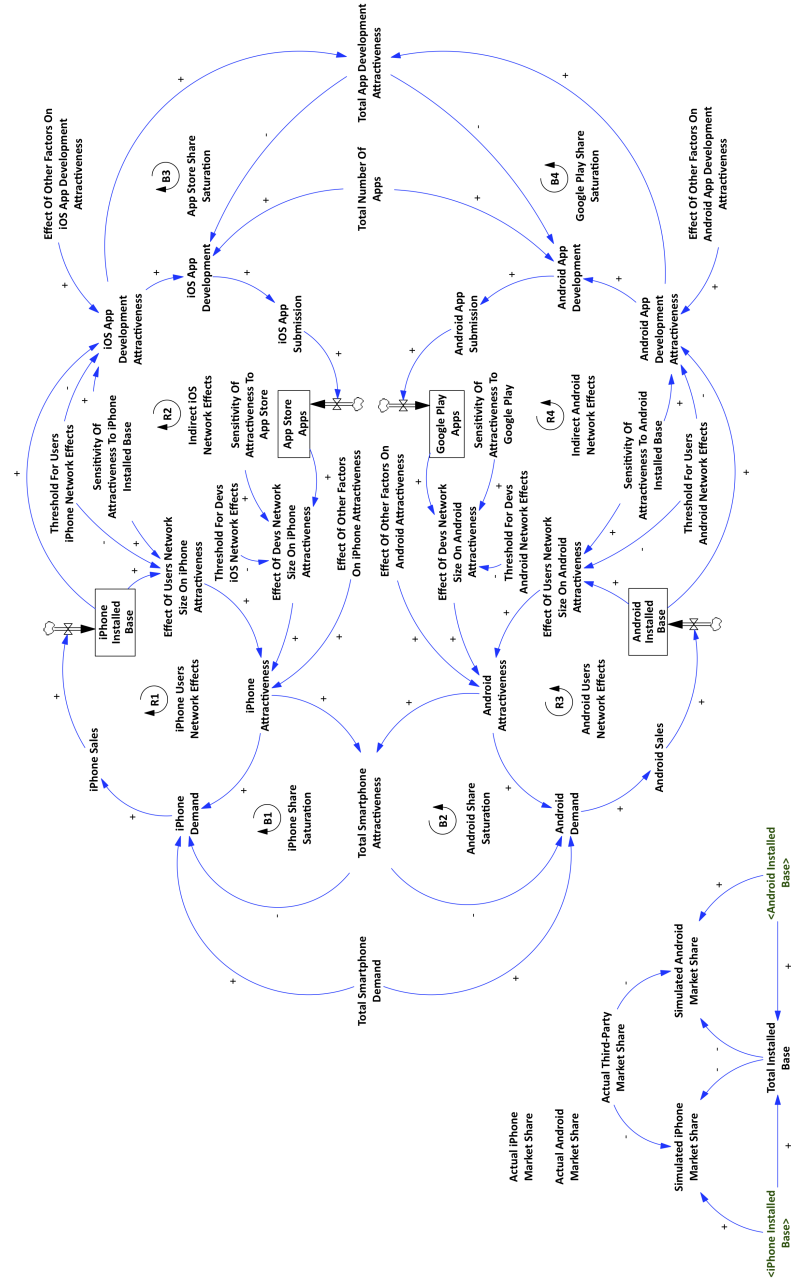 Effect Of Other Factors On
iOS App Development
Attractiveness
+
+
+
iPhone Sales
iPhone
Installed
Base
Threshold For Users
iPhone Network Effects
Sensitivity Of
Attractiveness To iPhone
Installed Base
iOS App
Development
Attractiveness
-
+
+
-
+
+
R1
iPhone Users
Network Effects
Effect Of Users Network
Size On iPhone
Attractiveness
R2
Indirect iOS
Network Effects
B3
App Store Share
Saturation
+
iPhone
Demand
+
iOS App
Development
+
B1
iPhone Share
Saturation
+
iPhone
Attractiveness
Threshold For Devs
iOS Network Effects
-
Sensitivity Of
Attractiveness To
App Store
+
Effect Of Devs Network
Size On iPhone
Attractiveness
+
App Store
Apps
+
iOS App
Submission
+
+
-
+
-
+
+
Effect Of Other Factors
On iPhone Attractiveness
Total Smartphone
Demand
Total Smartphone
Attractiveness
Total Number Of
Apps
Total App Development
Attractiveness
+
+
Effect Of Other Factors On
Android Attractiveness
+
+
+
B2
Android Share
Saturation
Android
Attractiveness
+
Effect Of Devs Network
Size On Android
Attractiveness
-
Threshold For Devs
Android Network Effects
+
Google Play
Apps
Sensitivity Of
Attractiveness To
Google Play
+
Android App
Submission
+
-
+
-
+
+
Android
Demand
+
R3
Android Users
Network Effects
+
Effect Of Users Network
Size On Android
Attractiveness
R4
Indirect Android
Network Effects
Android App
Development
B4
Google Play Share
Saturation
+
+
+
-
+
Android Sales
+
Android
Installed
Base
Sensitivity Of
Attractiveness To Android
Installed Base
Threshold For Users
Android Network Effects
+
+
-
Android App
Development
Attractiveness
+
+
+
Effect Of Other Factors On
Android App Development
Attractiveness
Actual iPhone
Market Share
Actual Android
Market Share
Actual Third-Party
Market Share
-
-
Simulated iPhone
Market Share
Simulated Android
Market Share
+
-
-
+
<iPhone Installed
Base>
+
Total Installed
Base
+
<Android Installed
Base>